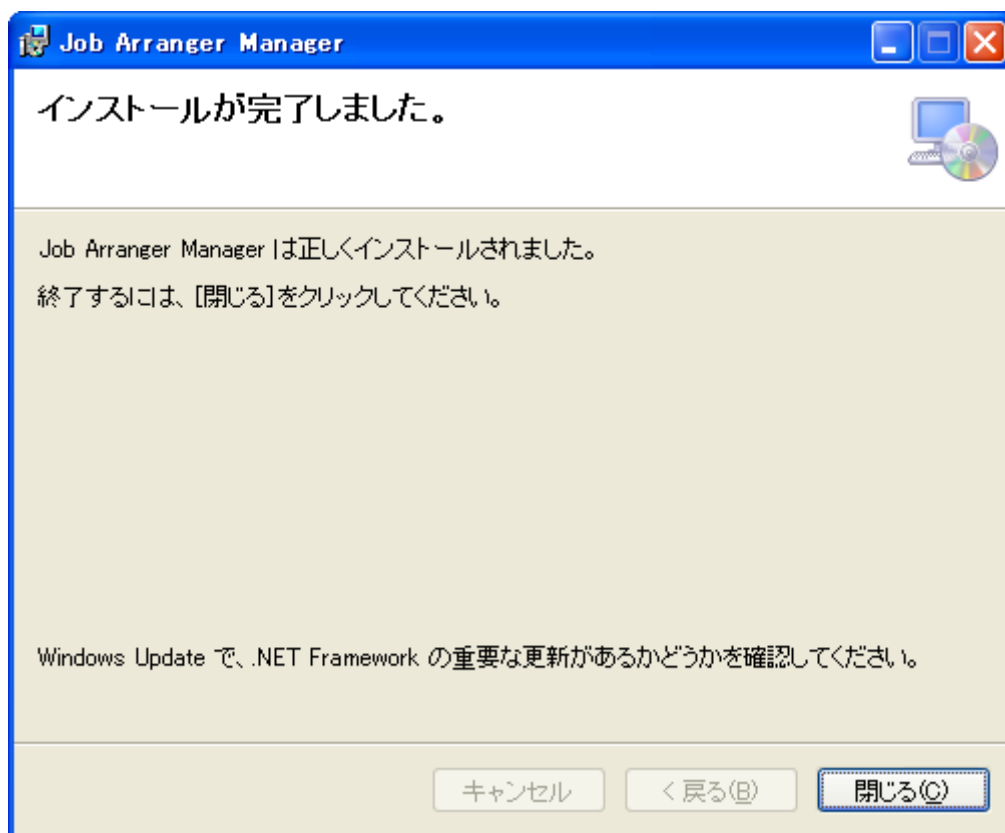 Job Arranger Manager
インストールが完了しました。
Job Arranger Manager は正しくインストールされました。
終了するには、[閉じる]をクリックしてください。
Windows Update で、.NET Framework の重要な更新があるかどうかを確認してください。
キャンセル
< 戻る(B)
閉じる(C)